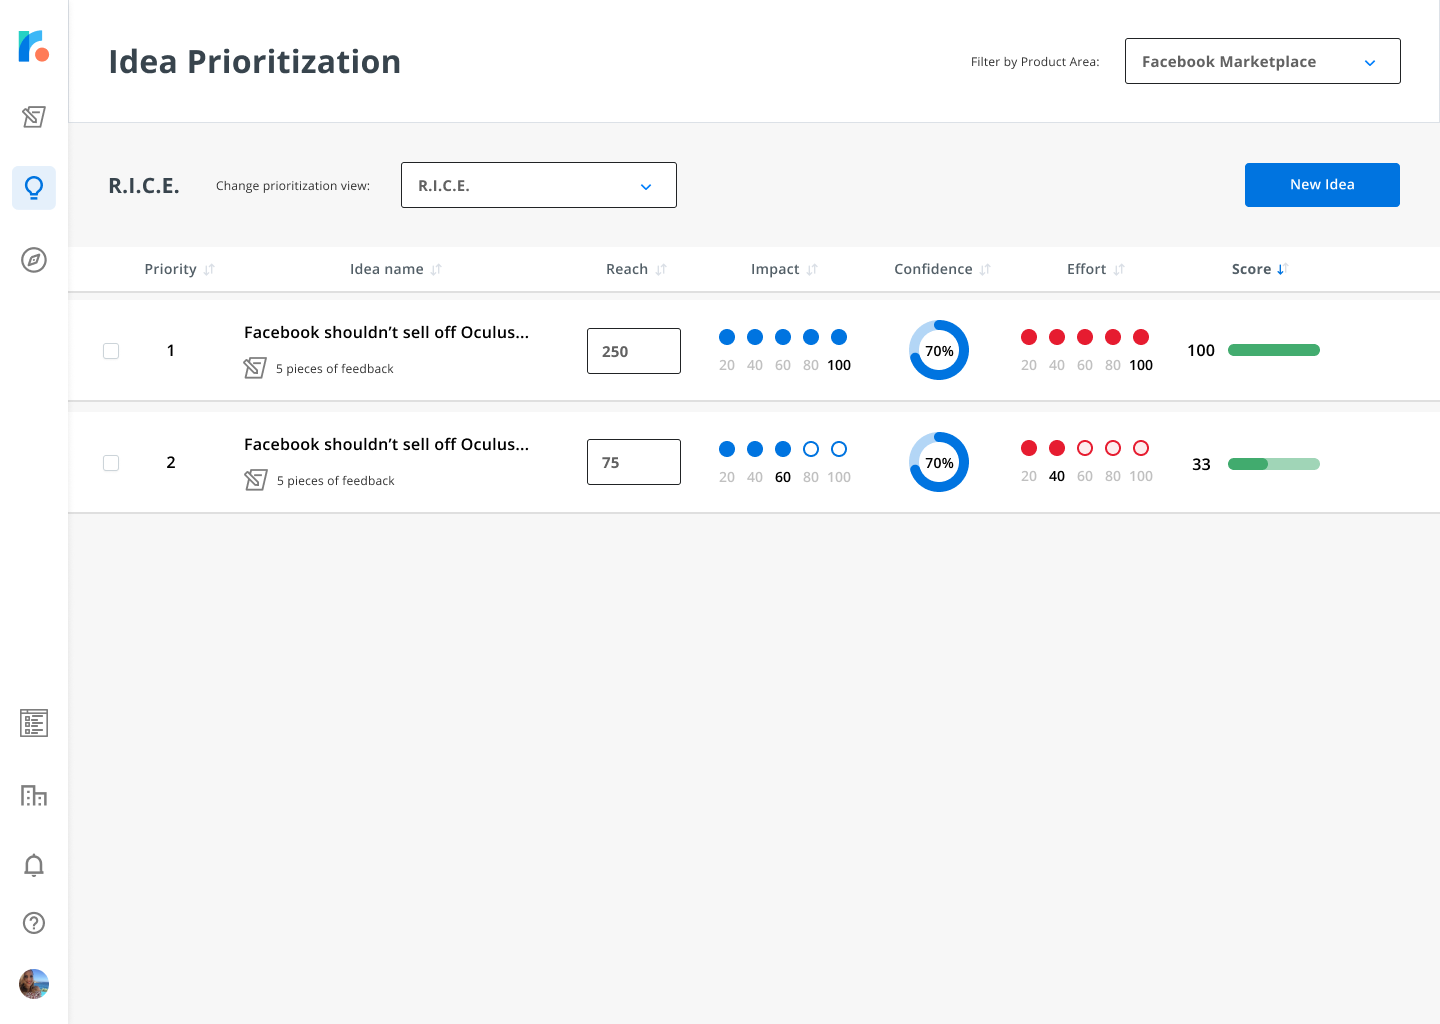 Idea Prioritization
Filter by Product Area:
Facebook Marketplace
R.I.C.E.
Change prioritization view:
R.I.C.E.
New Idea
Priority Idea name Reach Impact Confidence Effort Score
1
Facebook shouldn’t sell off Oculus...
5 pieces of feedback
250
20 40 60 80 100
70%
20 40 60 80 100
100
2
Facebook shouldn’t sell off Oculus...
5 pieces of feedback
75
20 40 60 80 100
70%
20 40 60 80 100
33